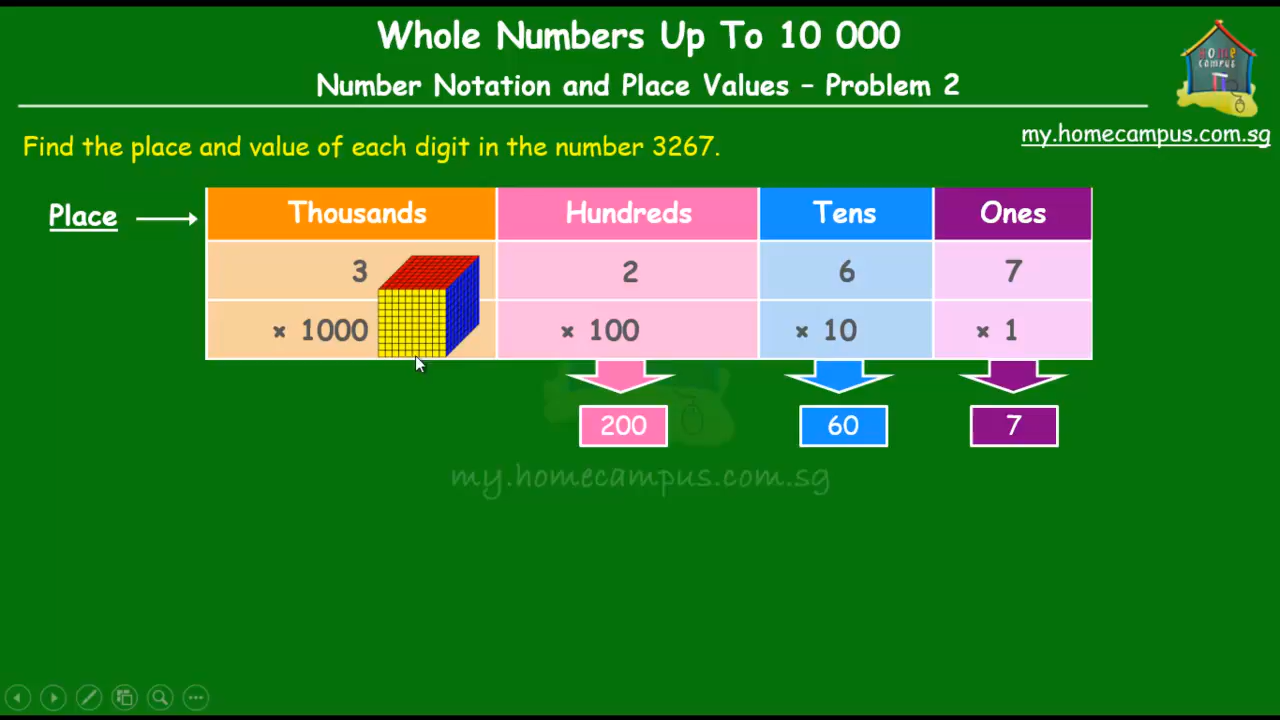 Whole Numbers Up To 10 000
Number Notation and Place Values – Problem 2
Home
campus
my.homecampus.com.sg
Find the place and value of each digit in the number 3267.
Place
Thousands Hundreds Tens Ones
3 2 6 7
× 1000 × 100 × 10 × 1
200 60 7
my.homecampus.com.sg